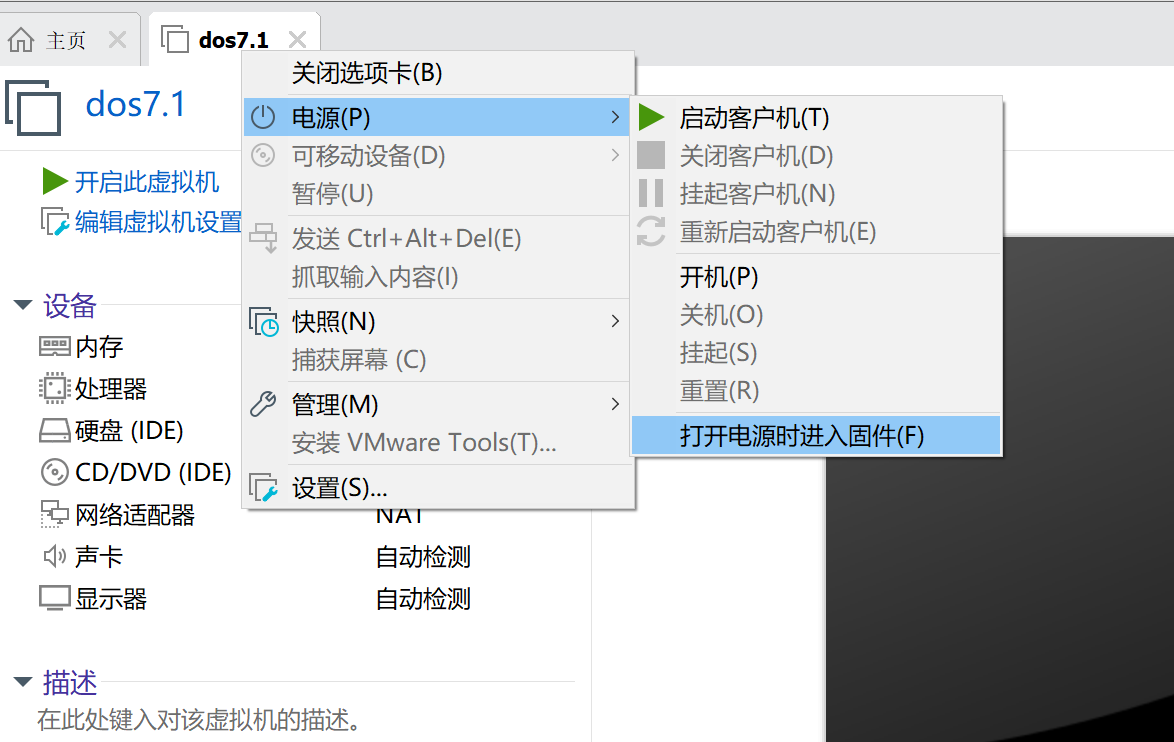 主页
dos7.1
dos7.1
开启此虚拟机
编辑虚拟机设置
设备
内存
处理器
硬盘 (IDE)
CD/DVD (IDE)
网络适配器
NAT
声卡
自动检测
显示器
自动检测
描述
在此处键入对该虚拟机的描述。
关闭选项卡(B)
电源(P)
可移动设备(D)
暂停(U)
发送 Ctrl+Alt+Del(E)
抓取输入内容(I)
快照(N)
捕获屏幕 (C)
管理(M)
安装 VMware Tools(T)...
设置(S)...
启动客户机(T)
关闭客户机(D)
挂起客户机(N)
重新启动客户机(E)
开机(P)
关机(O)
挂起(S)
重置(R)
打开电源时进入固件(F)